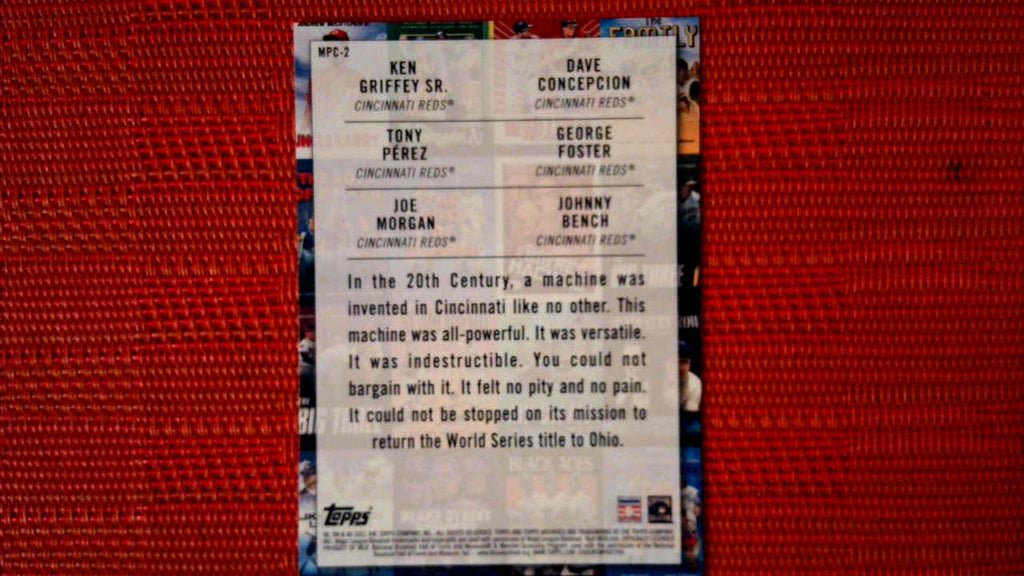 THE
FAMILY
MPC-2
KEN
GRIFFEY SR.
CINCINNATI REDS®
DAVE
CONCEPCION
CINCINNATI REDS®
TONY
PÉREZ
CINCINNATI REDS®
GEORGE
FOSTER
CINCINNATI REDS®
JOE
MORGAN
CINCINNATI REDS®
JOHNNY
BENCH
CINCINNATI REDS®
In the 20th Century, a machine was
invented in Cincinnati like no other. This
machine was all-powerful. It was versatile.
It was indestructible. You could not
bargain with it. It felt no pity and no pain.
It could not be stopped on its mission to
return the World Series title to Ohio.
BLACK ACES
Topps